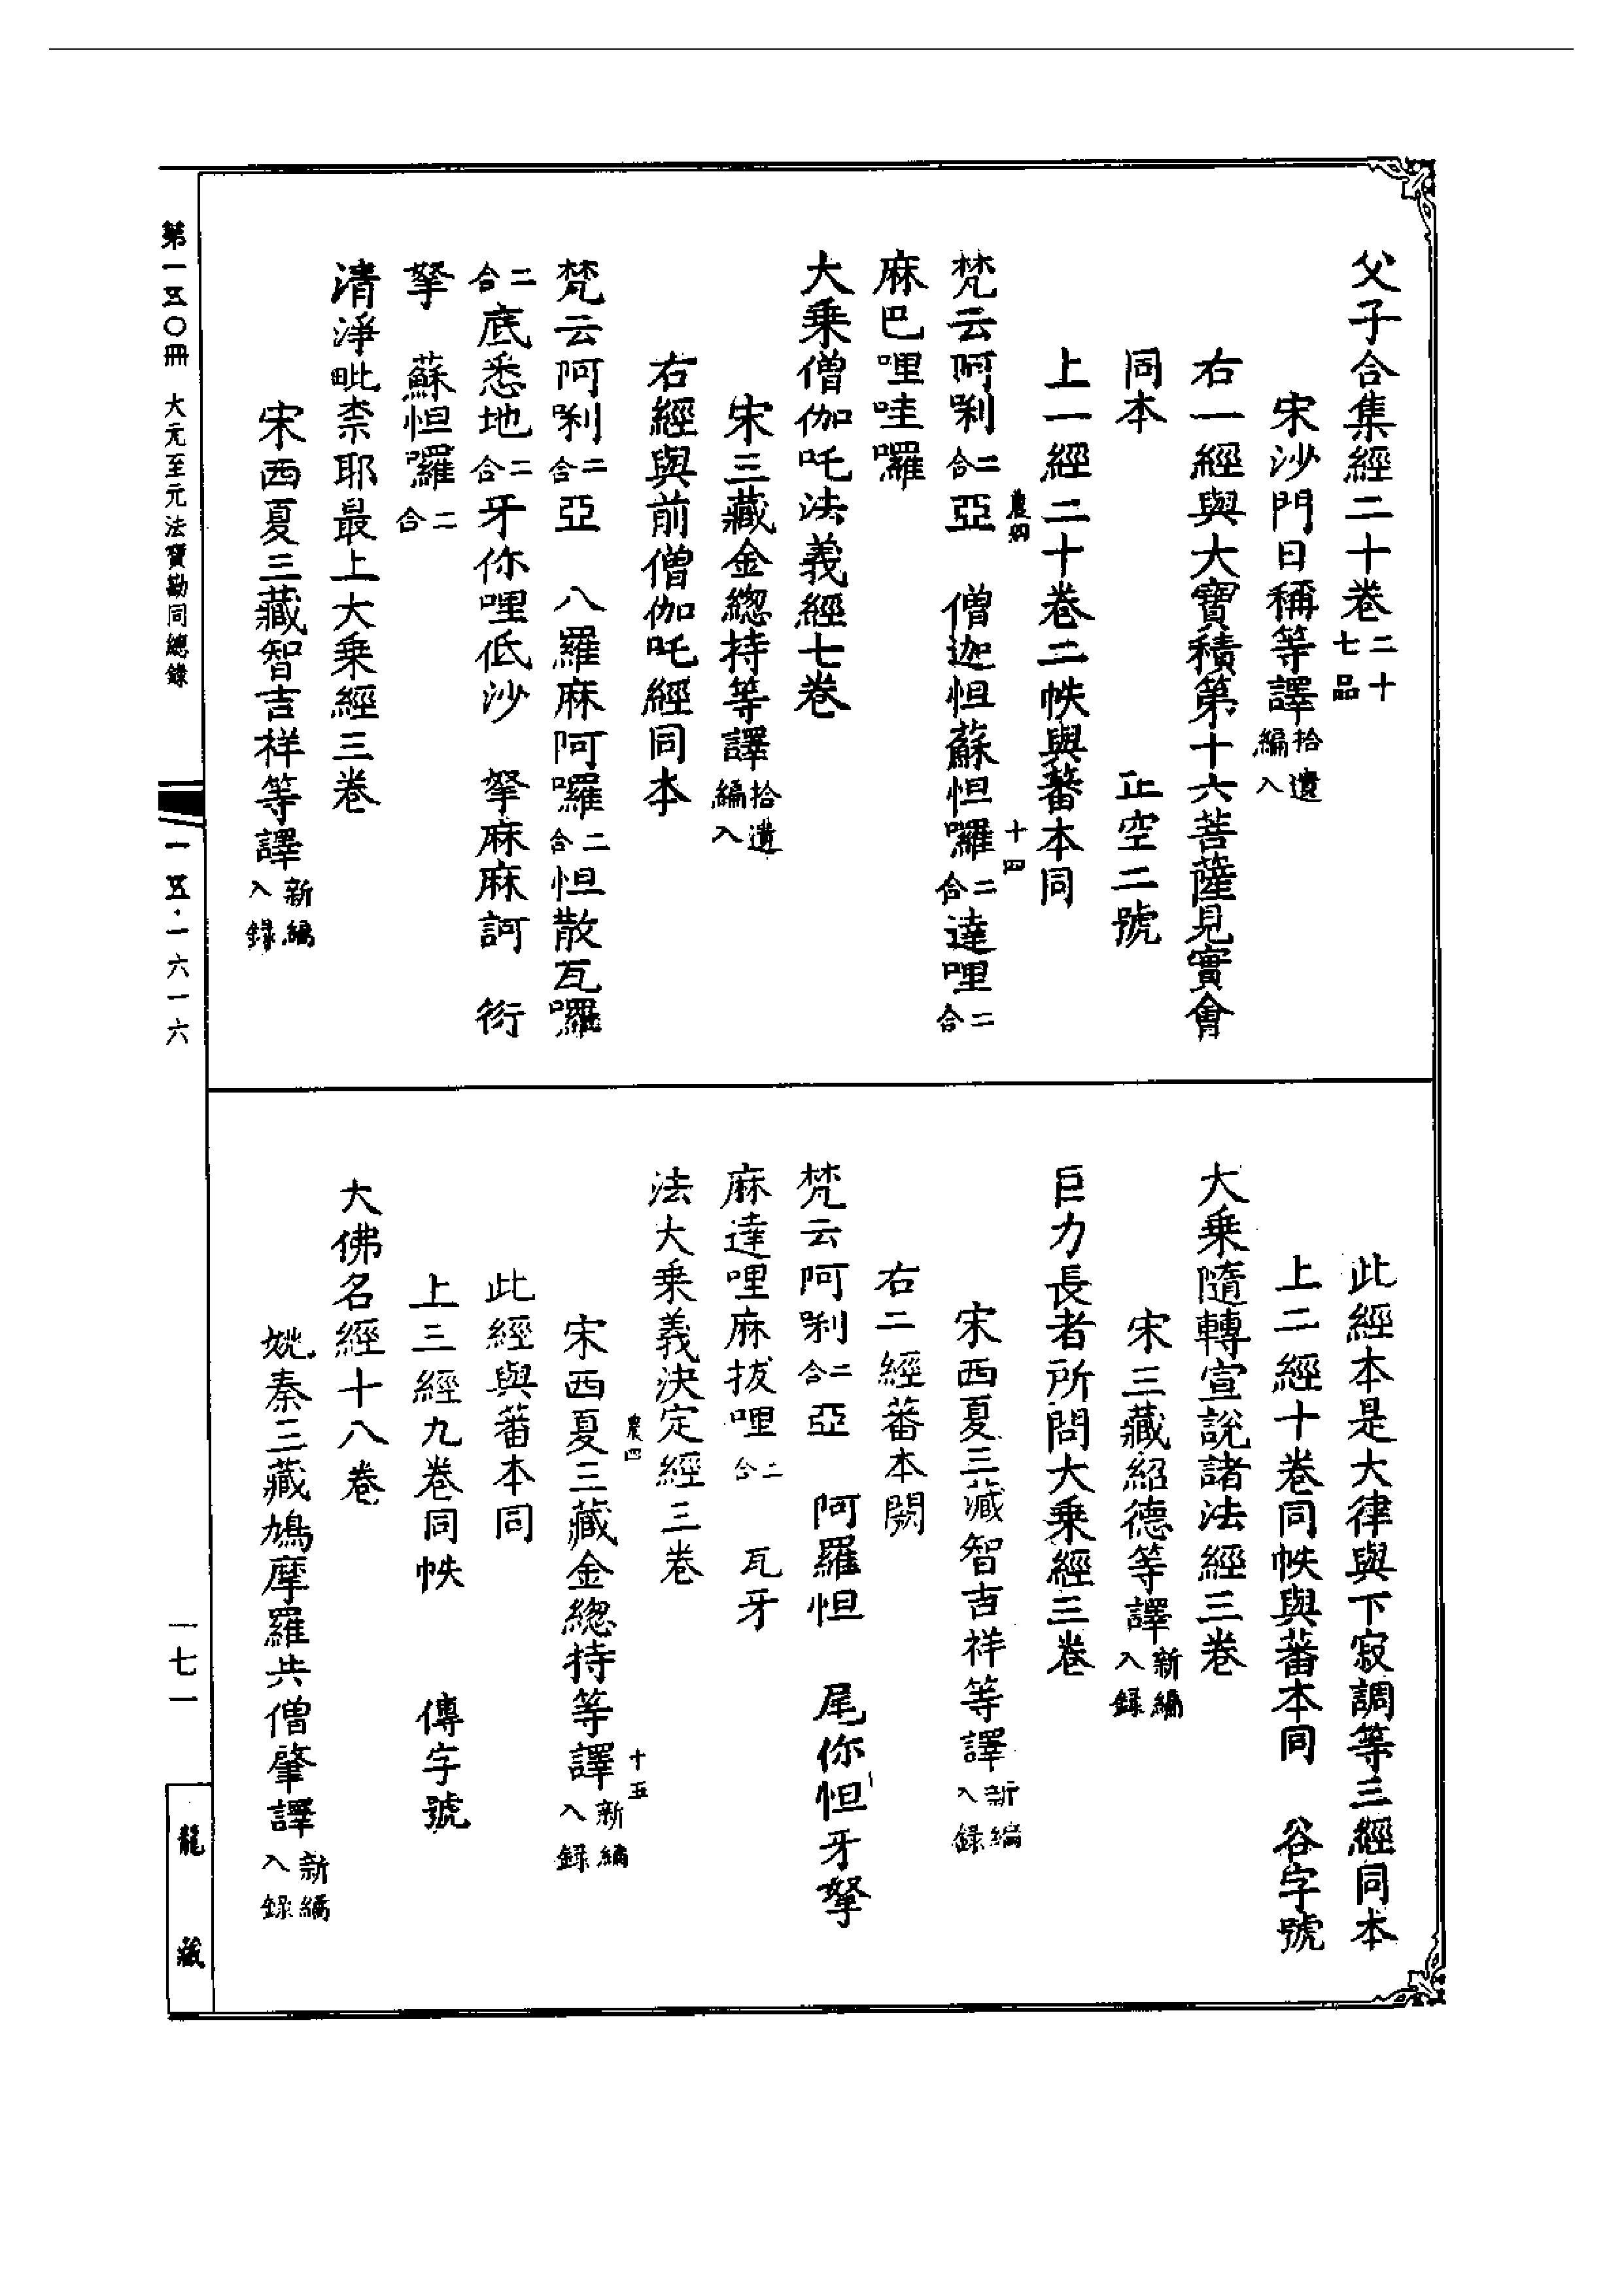 父子合集經二十卷二十七品
宋沙門日稱等譯拾遺編入
右一經與大寶積第十六菩薩見實會
同本　正空二號
上一經二十卷二帙與蕃本同
農四　十四
梵云阿唎二合亞　僧迦怛蘇怛囉二合達哩二合
麻巴哩哇囉
大乘僧伽吒法義經七卷
宋三藏金緫持等譯拾遺編入
右經與前僧伽吒經同本
梵云阿唎二合亞　八羅麻阿囉二合怛散瓦囉
二合底悉地二合牙你哩低沙　拏麻麻訶　衍
拏　蘇怛囉二合
清淨毗柰耶最上大乘經三卷
宋西夏三藏智吉祥等譯新編入錄
此經本是大律與下寂調等三經同本
上二經十卷同帙與蕃本同　谷字號
大乘隨轉宣說諸法經三卷
宋三藏紹德等譯新編入錄
巨力長者所問大乘經三卷
宋西夏三藏智吉祥等譯新編入錄
右二經蕃本闕
梵云阿唎二合亞　阿羅怛　尾你怛牙拏
麻達哩麻拔哩二合　瓦牙
法大乘義決定經三卷
農四　十五
宋西夏三藏金總持等譯新編入錄
此經與蕃本同
上三經九卷同帙　傳字號
大佛名經十八卷
姚秦三藏鳩摩羅共僧肇譯新編入錄
第一五〇冊　大元至元法寶勘同總錄
一五·一六一六
一七一
龍藏